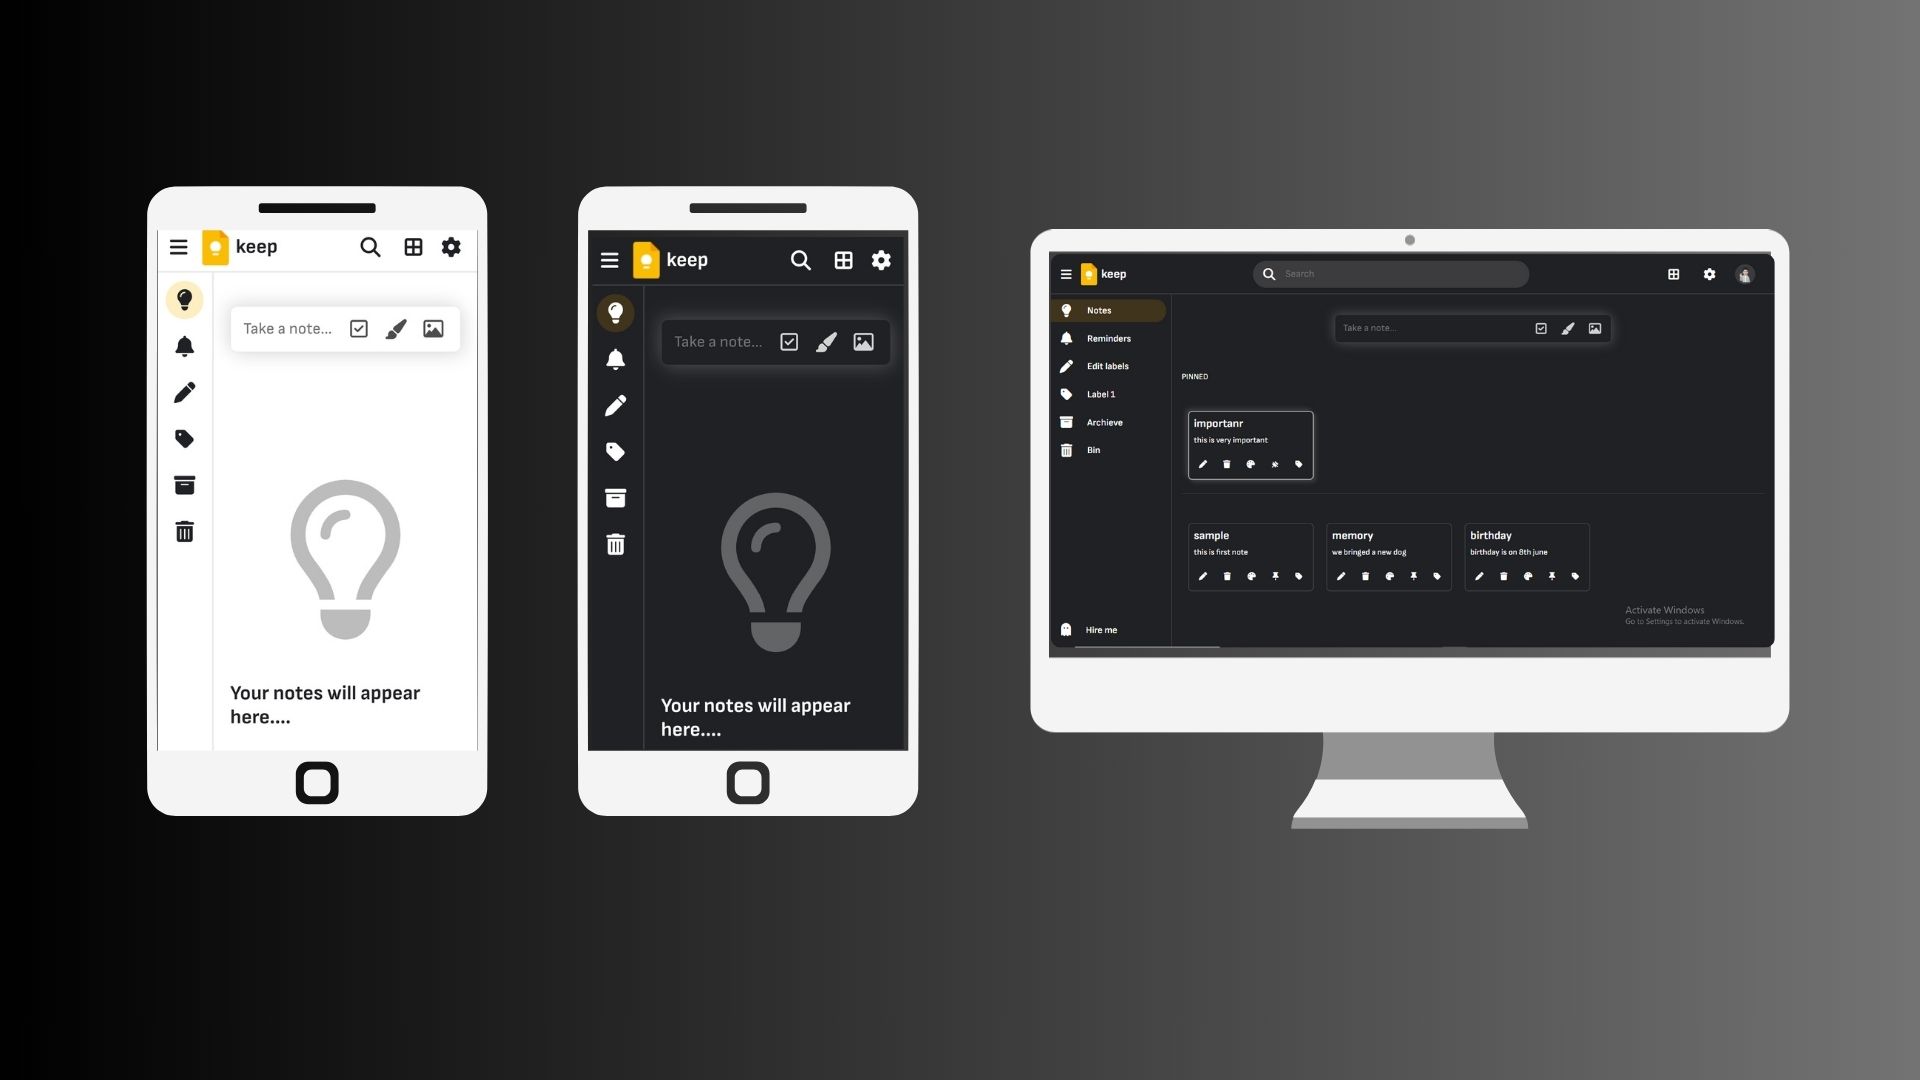 keep
Take a note...
Your notes will appear
here....
keep
Take a note...
Your notes will appear
here....
keep
Search
Notes
Reminders
Edit labels
Label 1
Archieve
Bin
Hire me
Take a note...
PINNED
importanr
this is very important
sample
this is first note
memory
we bringed a new dog
birthday
birthday is on 8th june
Activate Windows
Go to Settings to activate Windows.